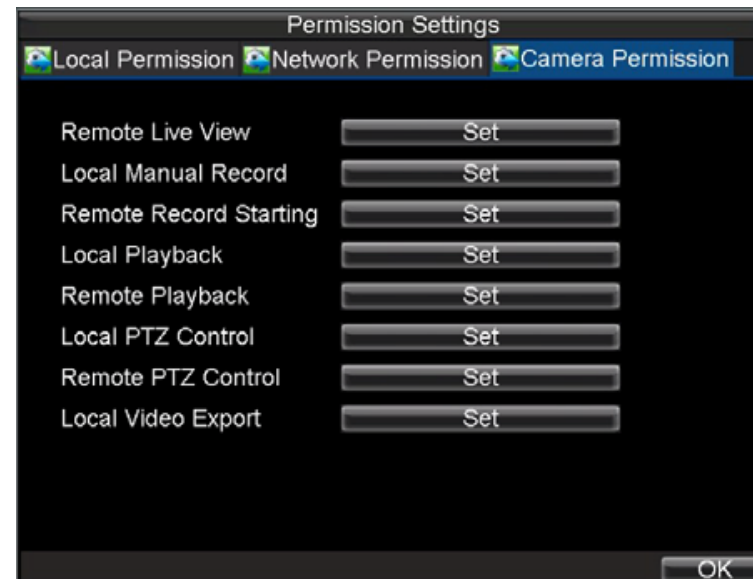 Permission Settings
Local Permission Network Permission Camera Permission
Remote Live View Set
Local Manual Record Set
Remote Record Starting Set
Local Playback Set
Remote Playback Set
Local PTZ Control Set
Remote PTZ Control Set
Local Video Export Set
OK